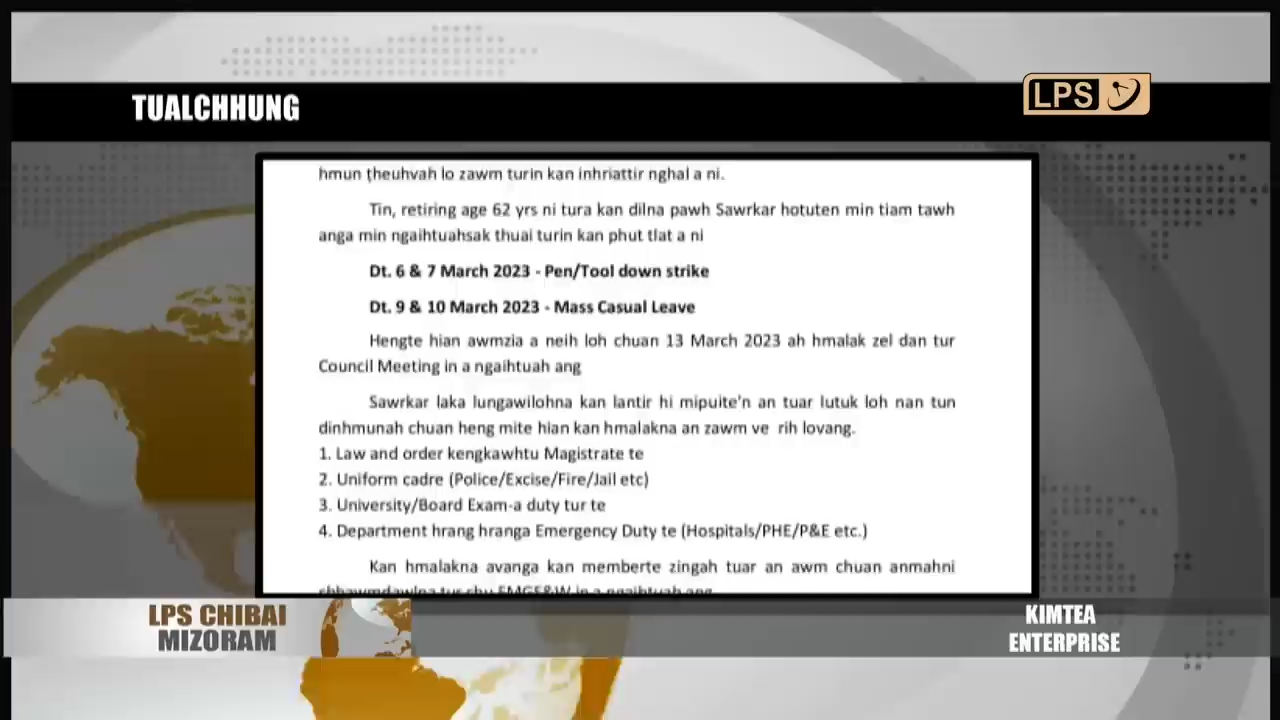 TUALCHHUNG
LPS
hmun ṭheuhvah lo zawm turin kan inhriattir nghal a ni.
Tin, retiring age 62 yrs ni tura kan dilna pawh Sawrkar hotuten min tiam tawh
anga min ngaihtuahsak thuai turin kan phut tlat a ni
Dt. 6 & 7 March 2023 - Pen/Tool down strike
Dt. 9 & 10 March 2023 - Mass Casual Leave
Hengte hian awmzia a neih loh chuan 13 March 2023 ah hmalak zel dan tur
Council Meeting in a ngaihtuah ang
Sawrkar laka lungawilohna kan lantir hi mipuite'n an tuar lutuk loh nan tun
dinhmunah chuan heng mite hian kan hmalakna an zawm ve rih lovang.
1. Law and order kengkawhtu Magistrate te
2. Uniform cadre (Police/Excise/Fire/Jail etc)
3. University/Board Exam-a duty tur te
4. Department hrang hranga Emergency Duty te (Hospitals/PHE/P&E etc.)
Kan hmalakna avanga kan memberte zingah tuar an awm chuan anmahni
in a ngaihtuah ang
LPS CHIBAI
MIZORAM
KIMTEA
ENTERPRISE